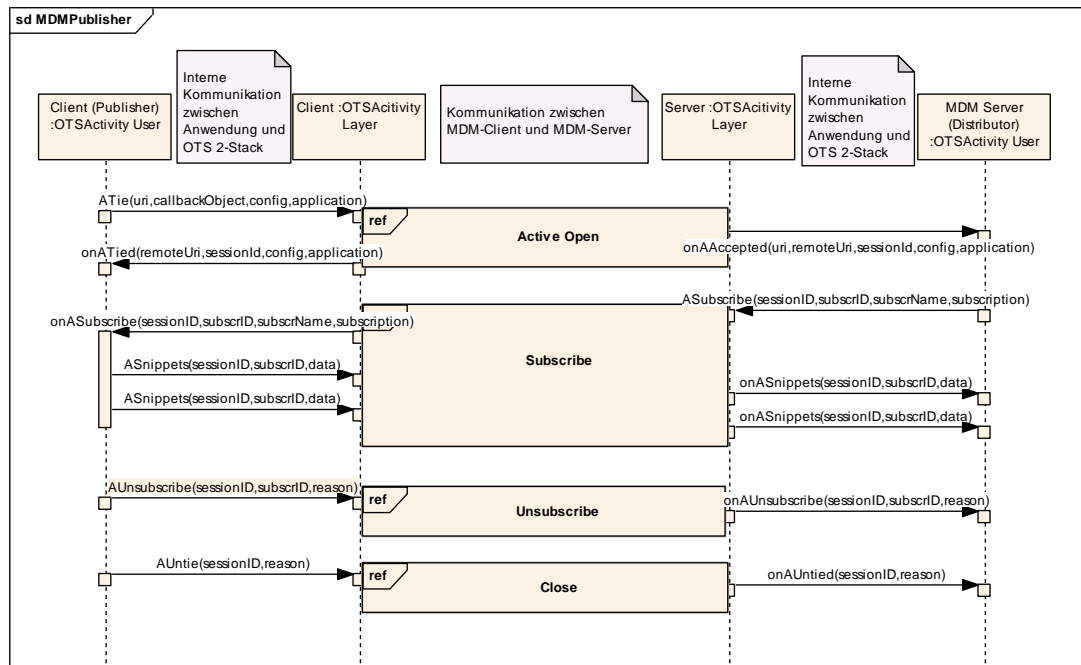 sd MDMPublisher
Interne
Kommunikation
zwischen
Anwendung und
OTS 2-Stack
Interne
Kommunikation
zwischen
Anwendung und
OTS 2-Stack
Client (Publisher)
:OTSActivity User
Client :OTSAcitivity
Layer
Kommunikation zwischen
MDM-Client und MDM-Server
Server :OTSAcitivity
Layer
MDM Server
(Distributor)
:OTSActivity User
ATie(uri,callbackObject,config,application)
ref
Active Open
onAAccepted(uri,remoteUri,sessionId,config,application)
onATied(remoteUri,sessionId,config,application)
ASubscribe(sessionID,subscrID,subscrName,subscription)
onASubscribe(sessionID,subscrID,subscrName,subscription)
Subscribe
ASnippets(sessionID,subscrID,data)
onASnippets(sessionID,subscrID,data)
ASnippets(sessionID,subscrID,data)
onASnippets(sessionID,subscrID,data)
AUnsubscribe(sessionID,subscrID,reason)
ref
Unsubscribe
onAUnsubscribe(sessionID,subscrID,reason)
AUntie(sessionID,reason)
ref
Close
onAUntied(sessionID,reason)